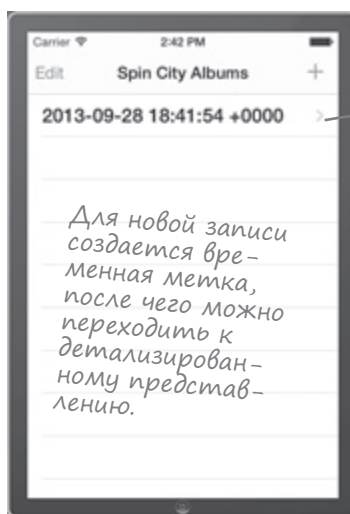 Carrier 2:42 PM
Edit Spin City Albums +
2013-09-28 18:41:54 +0000
Для новой записи
создается вре-
менная метка,
после чего можно
переходить к
детализирован-
ному представ-
лению.